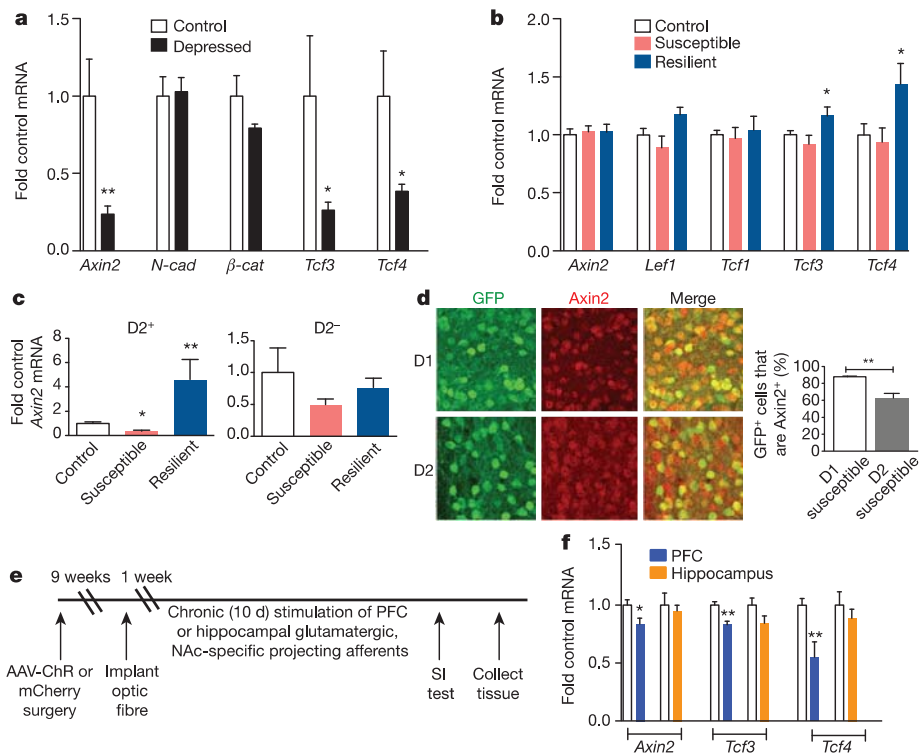 a
Control
Depressed
Fold control mRNA
1.5
1.0
0.5
0.0
Axin2 N-cad β-cat Tcf3 Tcf4
** * *
b
Control
Susceptible
Resilient
Fold control mRNA
2.0
1.5
1.0
0.5
0.0
Axin2 Lef1 Tcf1 Tcf3 Tcf4
* *
c
D2⁺
Fold control
Axin2 mRNA
8
6
4
2
0
* **
Control
Susceptible
Resilient
D2⁻
1.5
1.0
0.5
0.0
Control
Susceptible
Resilient
d
GFP Axin2 Merge
D1
D2
GFP⁺ cells that
are Axin2⁺ (%)
100
80
60
40
20
0
**
D1
susceptible
D2
susceptible
e
9 weeks 1 week
Chronic (10 d) stimulation of PFC
or hippocampal glutamergic,
NAc-specific projecting afferents
AAV-ChR or
mCherry
surgery
Implant
optic
fibre
SI
test
Collect
tissue
f
PFC
Hippocampus
Fold control mRNA
1.5
1.0
0.5
0.0
* ** **
Axin2 Tcf3 Tcf4